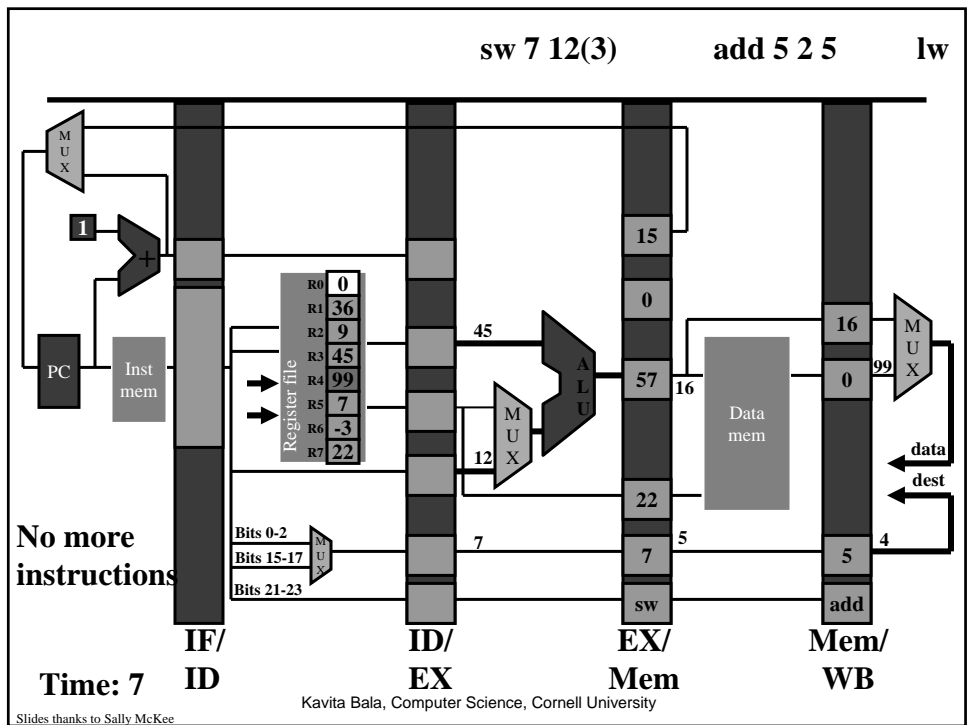 sw 7 12(3) add 5 2 5 lw
M
U
X
1
+
15
0
R0 0
R1 36
R2 9
R3 45
R4 99
R5 7
R6 -3
R7 22
Register file
PC
Inst
mem
45
M
U
X
12
A
L
U
57
16
Data
mem
22
16
0
99
M
U
X
data
dest
No more
instructions
Bits 0-2
Bits 15-17
Bits 21-23
M
U
X
7
7
5
5
4
sw
add
IF/
ID
ID/
EX
EX/
Mem
Mem/
WB
Time: 7
Kavita Bala, Computer Science, Cornell University
Slides thanks to Sally McKee